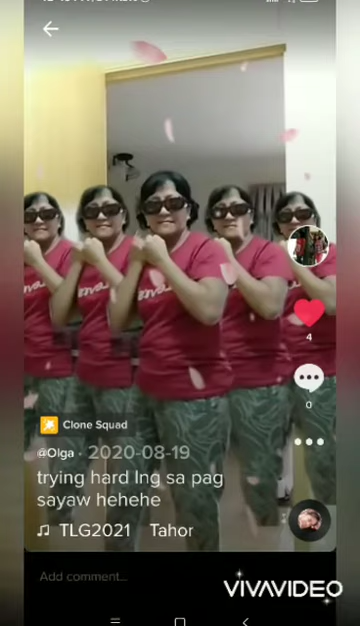 Clone Squad
@Olga · 2020-08-19
trying hard lng sa pag
sayaw hehehe
TLG2021 Tahor
4
0
Add comment...
VIVAVIDEO